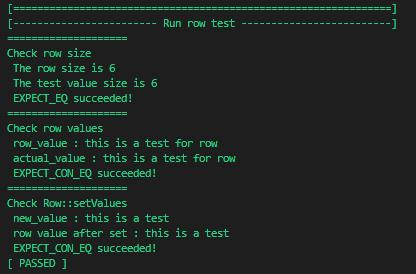 [===============================================================]
[------------------------ Run row test -------------------------]
====================
Check row size
The row size is 6
The test value size is 6
EXPECT_EQ succeeded!
====================
Check row values
row_value : this is a test for row
actual_value : this is a test for row
EXPECT_CON_EQ succeeded!
====================
Check Row::setValues
new_value : this is a test
row value after set : this is a test
EXPECT_CON_EQ succeeded!
[ PASSED ]